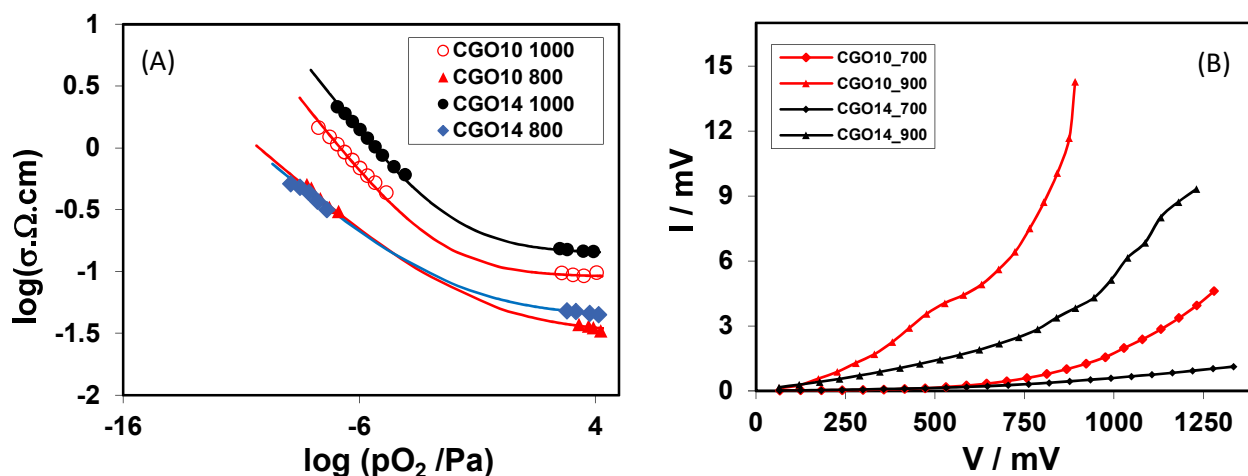 (A)
CGO10 1000
CGO10 800
CGO14 1000
CGO14 800
log(σ.Ω.cm)
1
0.5
0
-0.5
-1
-1.5
-2
-16
-6
4
log (pO₂ /Pa)
(B)
CGO10_700
CGO10_900
CGO14_700
CGO14_900
I / mV
15
12
9
6
3
0
0
250
500
750
1000
1250
V / mV